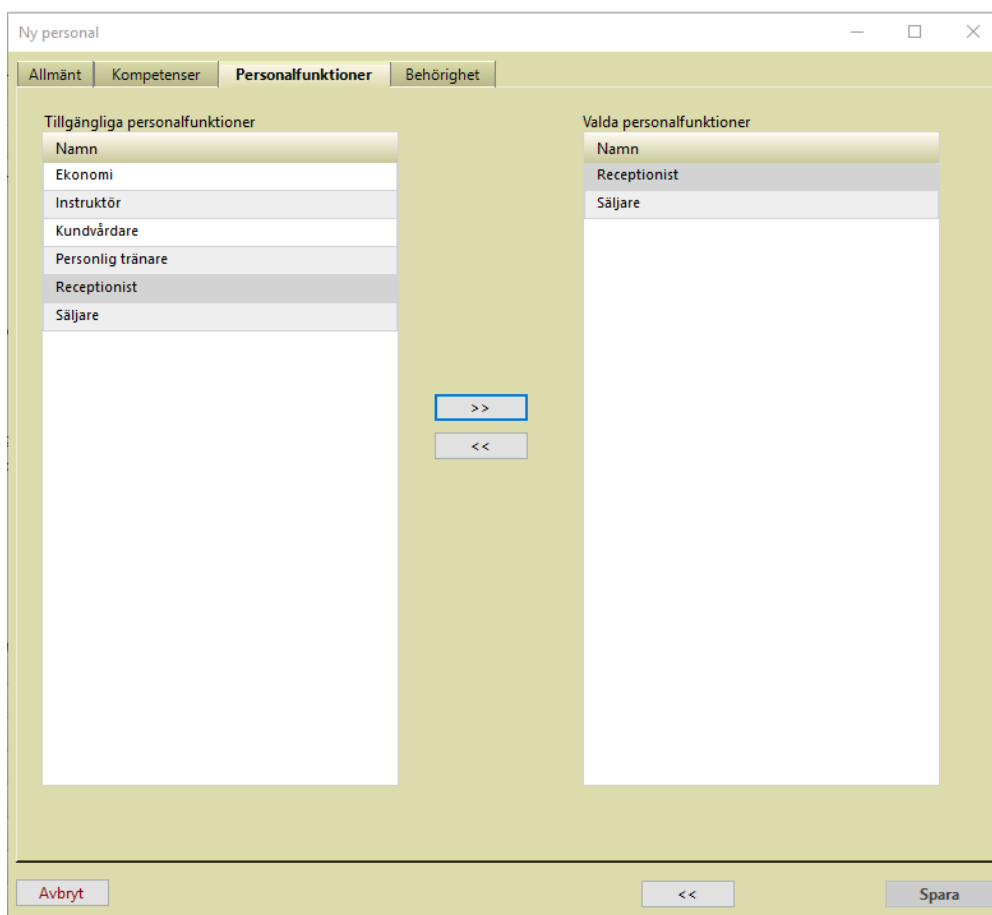 Ny personal
Allmänt
Kompetenser
Personalfunktioner
Behörighet
Tillgängliga personalfunktioner
Namn
Ekonomi
Instruktör
Kundvårdare
Personlig tränare
Receptionist
Säljare
>>
<<
Valda personalfunktioner
Namn
Receptionist
Säljare
Avbryt
<<
Spara